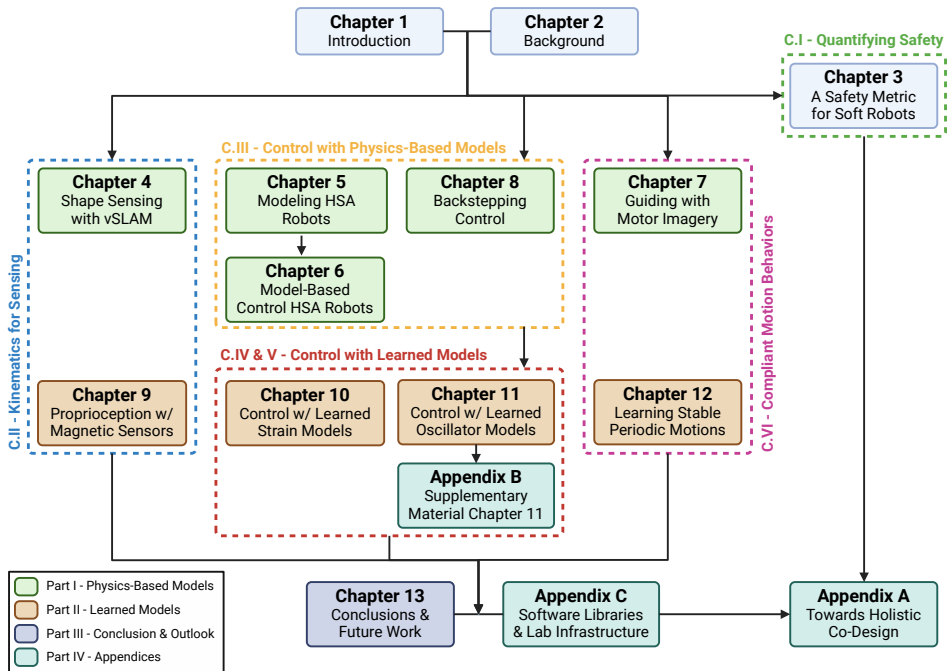 Chapter 1
Introduction
Chapter 2
Background
C.I - Quantifying Safety
Chapter 3
A Safety Metric
for Soft Robots
C.III - Control with Physics-Based Models
C.II - Kinematics for Sensing
Chapter 4
Shape Sensing
with vSLAM
Chapter 5
Modeling HSA
Robots
Chapter 8
Backstepping
Control
Chapter 7
Guiding with
Motor Imagery
C.VI - Compliant Motion Behaviors
Chapter 6
Model-Based
Control HSA Robots
C.IV & V - Control with Learned Models
Chapter 9
Proprioception w/
Magnetic Sensors
Chapter 10
Control w/ Learned
Strain Models
Chapter 11
Control w/ Learned
Oscillator Models
Chapter 12
Learning Stable
Periodic Motions
Appendix B
Supplementary
Material Chapter 11
Part I - Physics-Based Models
Part II - Learned Models
Part III - Conclusion & Outlook
Part IV - Appendices
Chapter 13
Conclusions &
Future Work
Appendix C
Software Libraries
& Lab Infrastructure
Appendix A
Towards Holistic
Co-Design